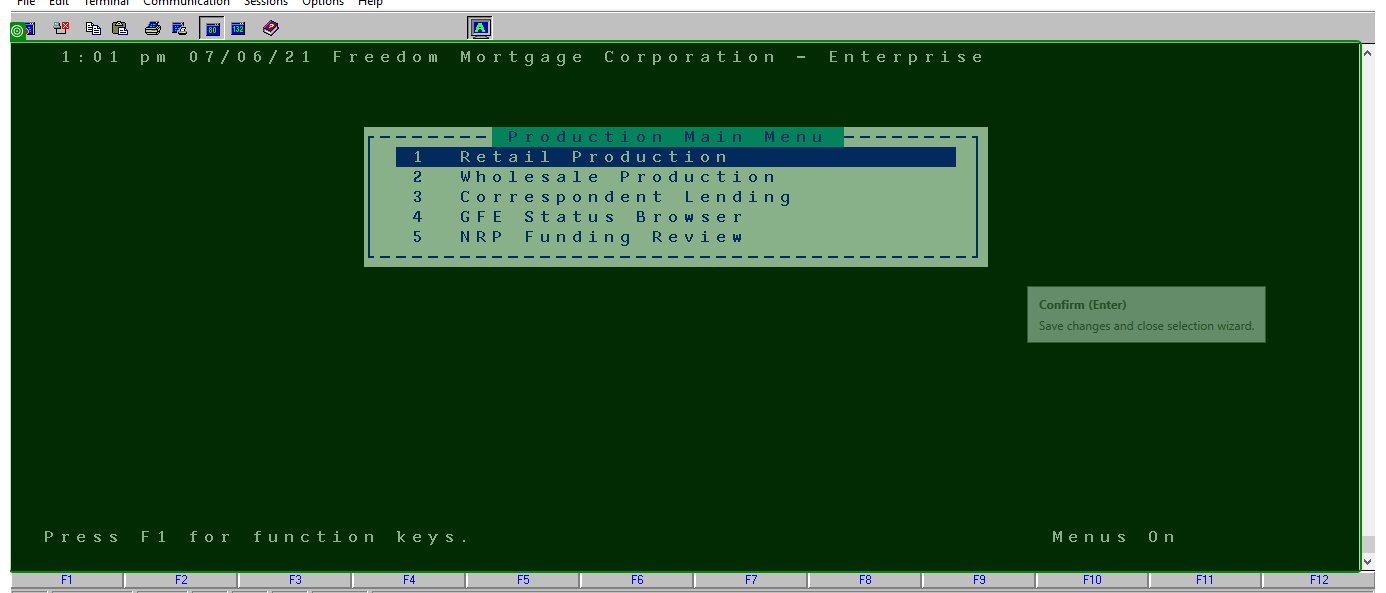 File Edit Terminal Communication Sessions Options Help
80 132 A
1:01 pm 07/06/21 Freedom Mortgage Corporation - Enterprise
Production Main Menu
1 Retail Production
2 Wholesale Production
3 Correspondent Lending
4 GFE Status Browser
5 NRP Funding Review
Confirm (Enter)
Save changes and close selection wizard.
Press F1 for function keys. Menus On
F1 F2 F3 F4 F5 F6 F7 F8 F9 F10 F11 F12